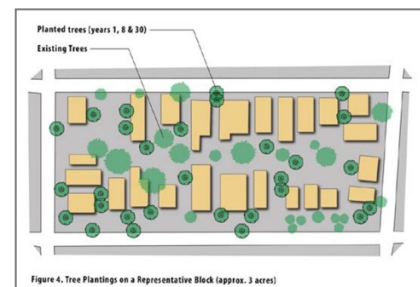 Planted trees (years 1, 8 & 30)
Existing Trees
Figure 4. Tree Plantings on a Representative Block (approx. 3 acres)